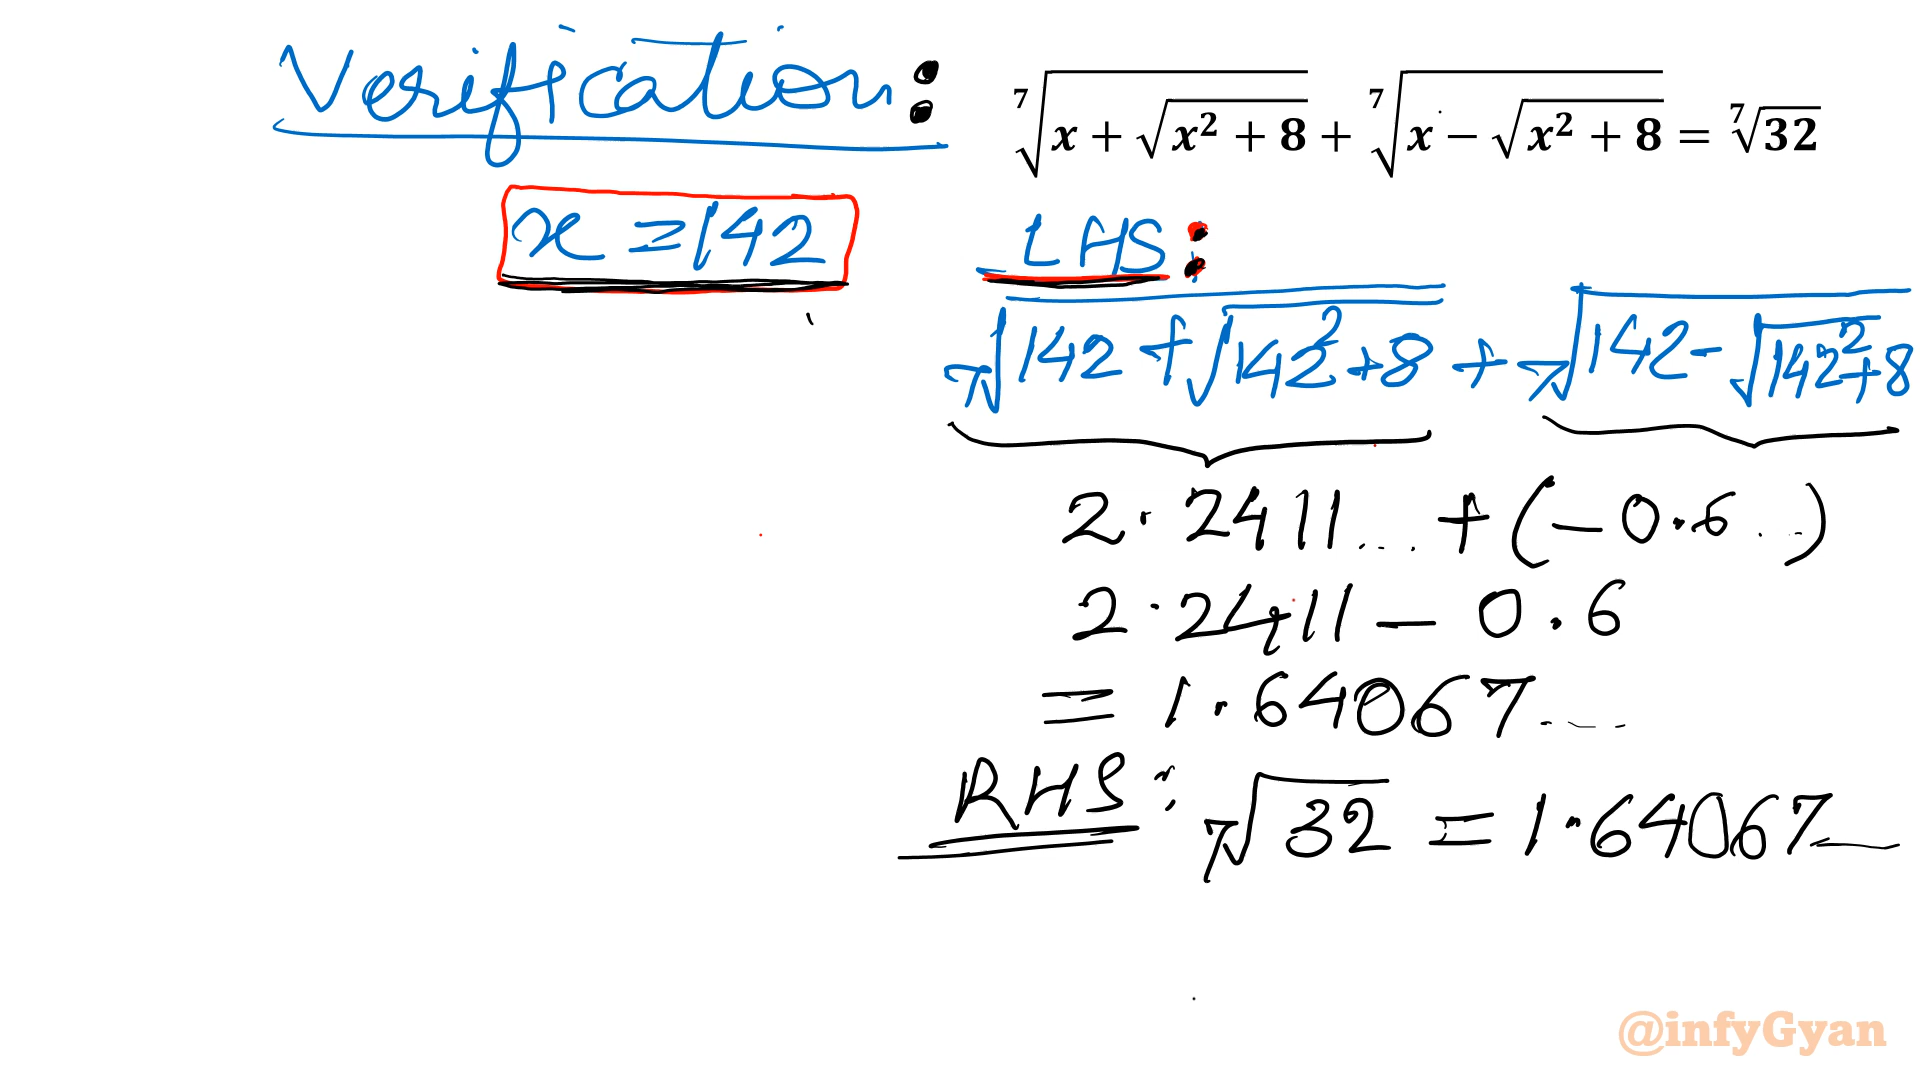 Verification:
⁷√(x + √(x² + 8)) + ⁷√(x − √(x² + 8)) = ⁷√32
x = 142
LHS:
⁷√(142 + √(142² + 8)) + ⁷√(142 − √(142² + 8))
2.2411... + (−0.6...)
2.2411 − 0.6
= 1.64067....
RHS: ⁷√32 = 1.64067...
@infyGyan